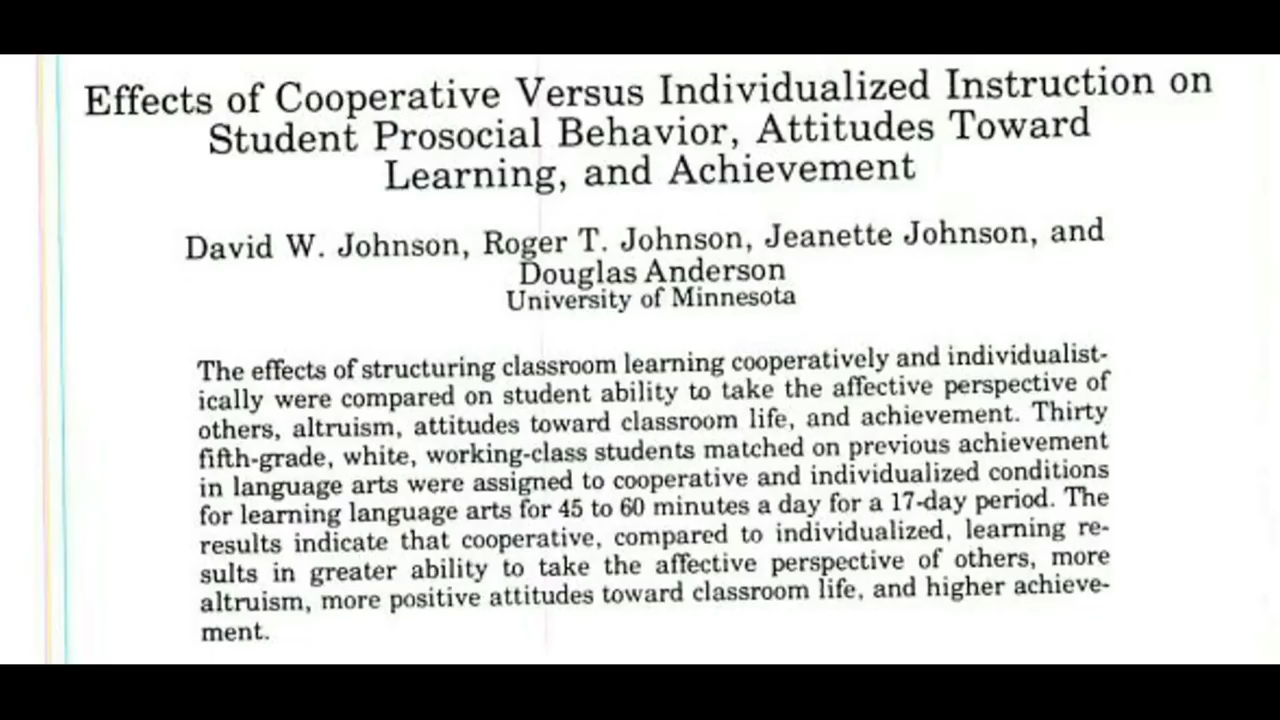 Effects of Cooperative Versus Individualized Instruction on
Student Prosocial Behavior, Attitudes Toward
Learning, and Achievement
David W. Johnson, Roger T. Johnson, Jeanette Johnson, and
Douglas Anderson
University of Minnesota
The effects of structuring classroom learning cooperatively and individualist-
ically were compared on student ability to take the affective perspective of
others, altruism, attitudes toward classroom life, and achievement. Thirty
fifth-grade, white, working-class students matched on previous achievement
in language arts were assigned to cooperative and individualized conditions
for learning language arts for 45 to 60 minutes a day for a 17-day period. The
results indicate that cooperative, compared to individualized, learning re-
sults in greater ability to take the affective perspective of others, more
altruism, more positive attitudes toward classroom life, and higher achieve-
ment.